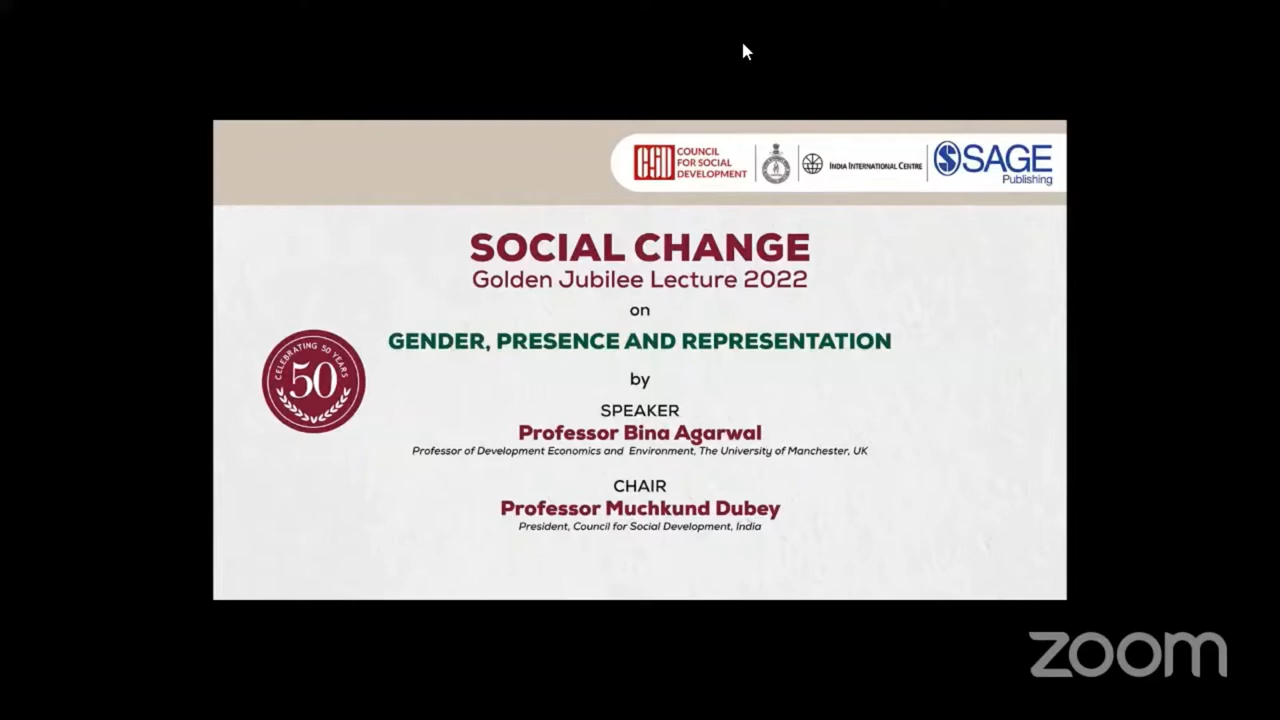 COUNCIL
FOR SOCIAL
DEVELOPMENT
INDIA INTERNATIONAL CENTRE
SAGE
Publishing
SOCIAL CHANGE
Golden Jubilee Lecture 2022
on
GENDER, PRESENCE AND REPRESENTATION
CELEBRATING 50 YEARS
50
by
SPEAKER
Professor Bina Agarwal
Professor of Development Economics and Environment, The University of Manchester, UK
CHAIR
Professor Muchkund Dubey
President, Council for Social Development, India
zoom